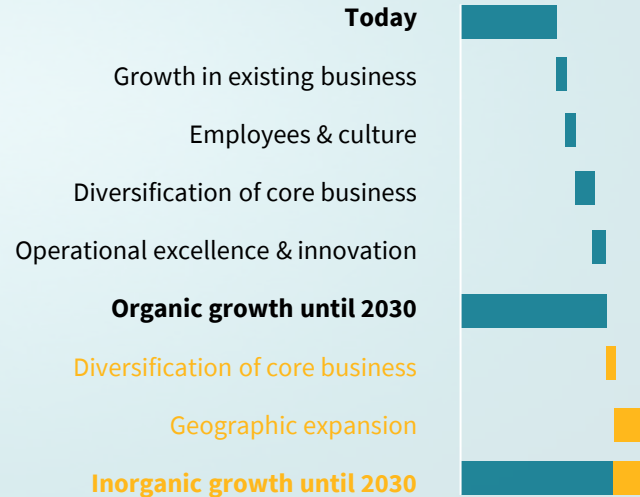 Today
Growth in existing business
Employees & culture
Diversification of core business
Operational excellence & innovation
Organic growth until 2030
Diversification of core business
Geographic expansion
Inorganic growth until 2030